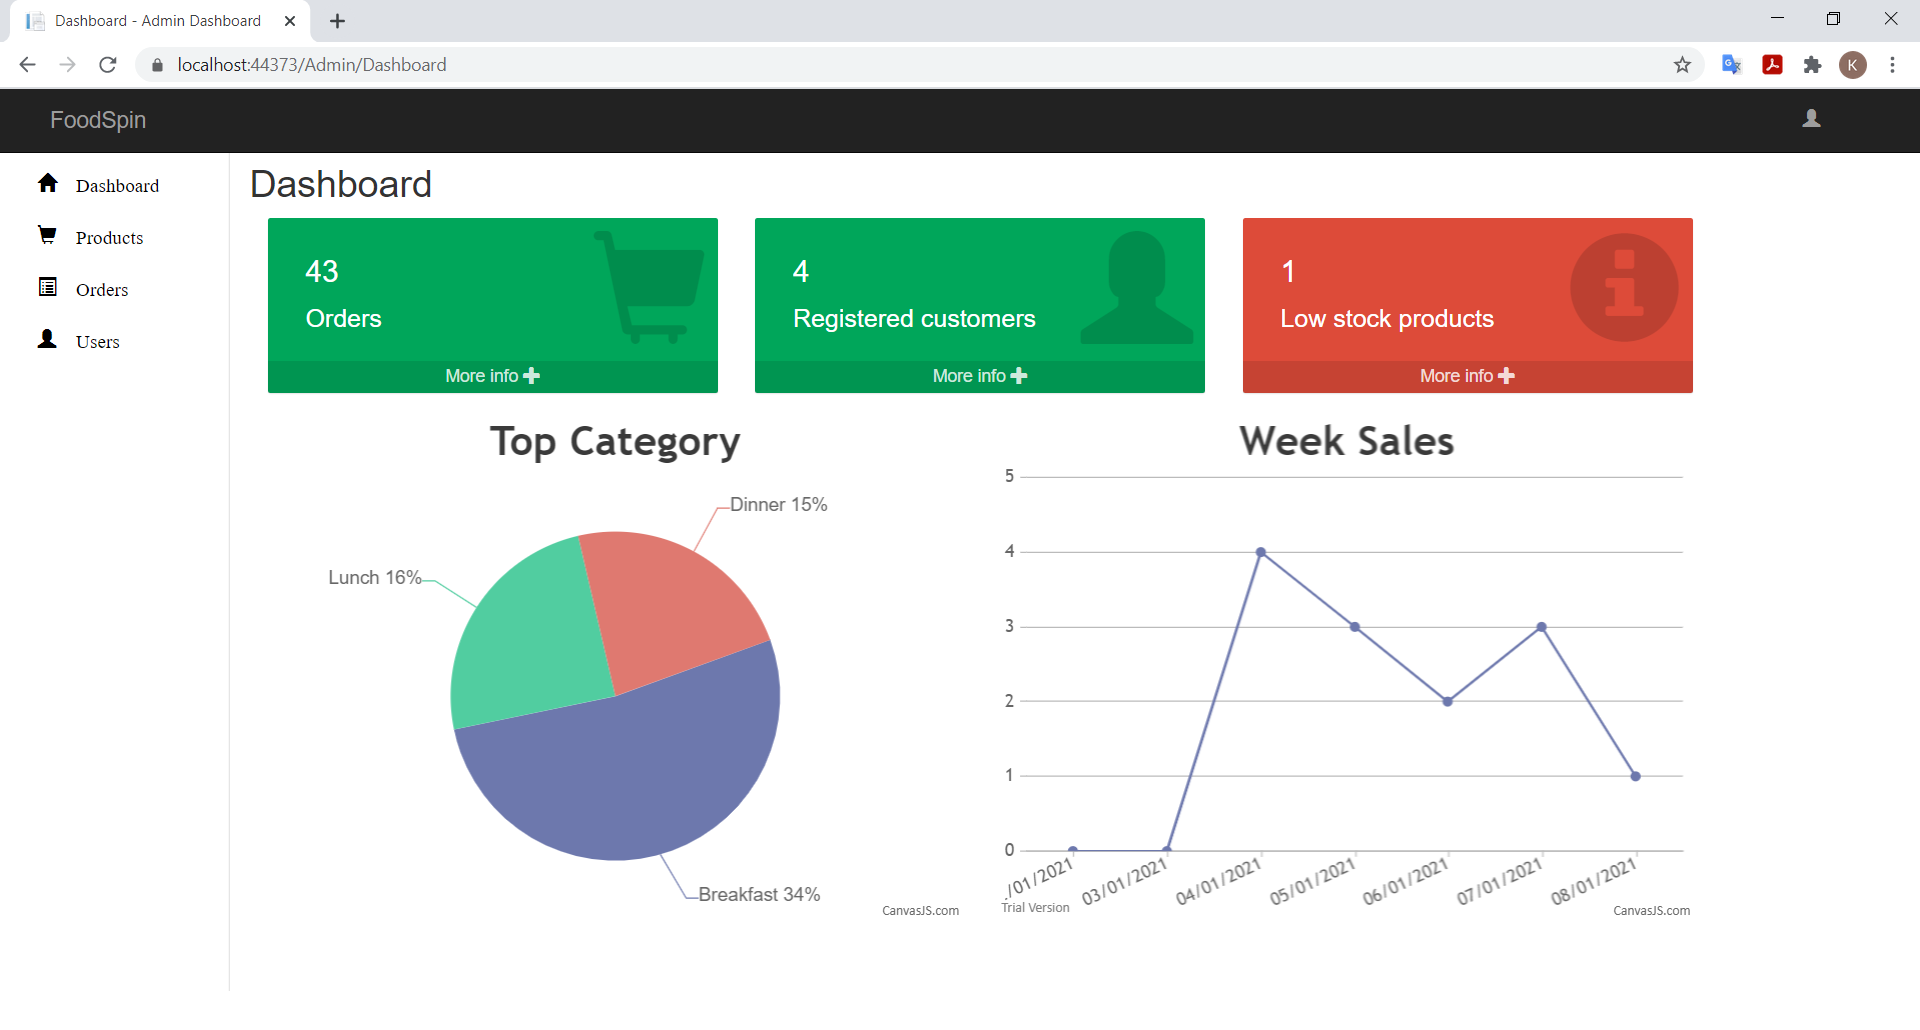 Dashboard - Admin Dashboard
localhost:44373/Admin/Dashboard
K
FoodSpin
Dashboard
Products
Orders
Users
Dashboard
43
Orders
More info
4
Registered customers
More info
1
Low stock products
More info
Top Category
Dinner 15%
Lunch 16%
Breakfast 34%
CanvasJS.com
Week Sales
5
4
3
2
1
0
/01/2021
03/01/2021
04/01/2021
05/01/2021
06/01/2021
07/01/2021
08/01/2021
Trial Version
CanvasJS.com